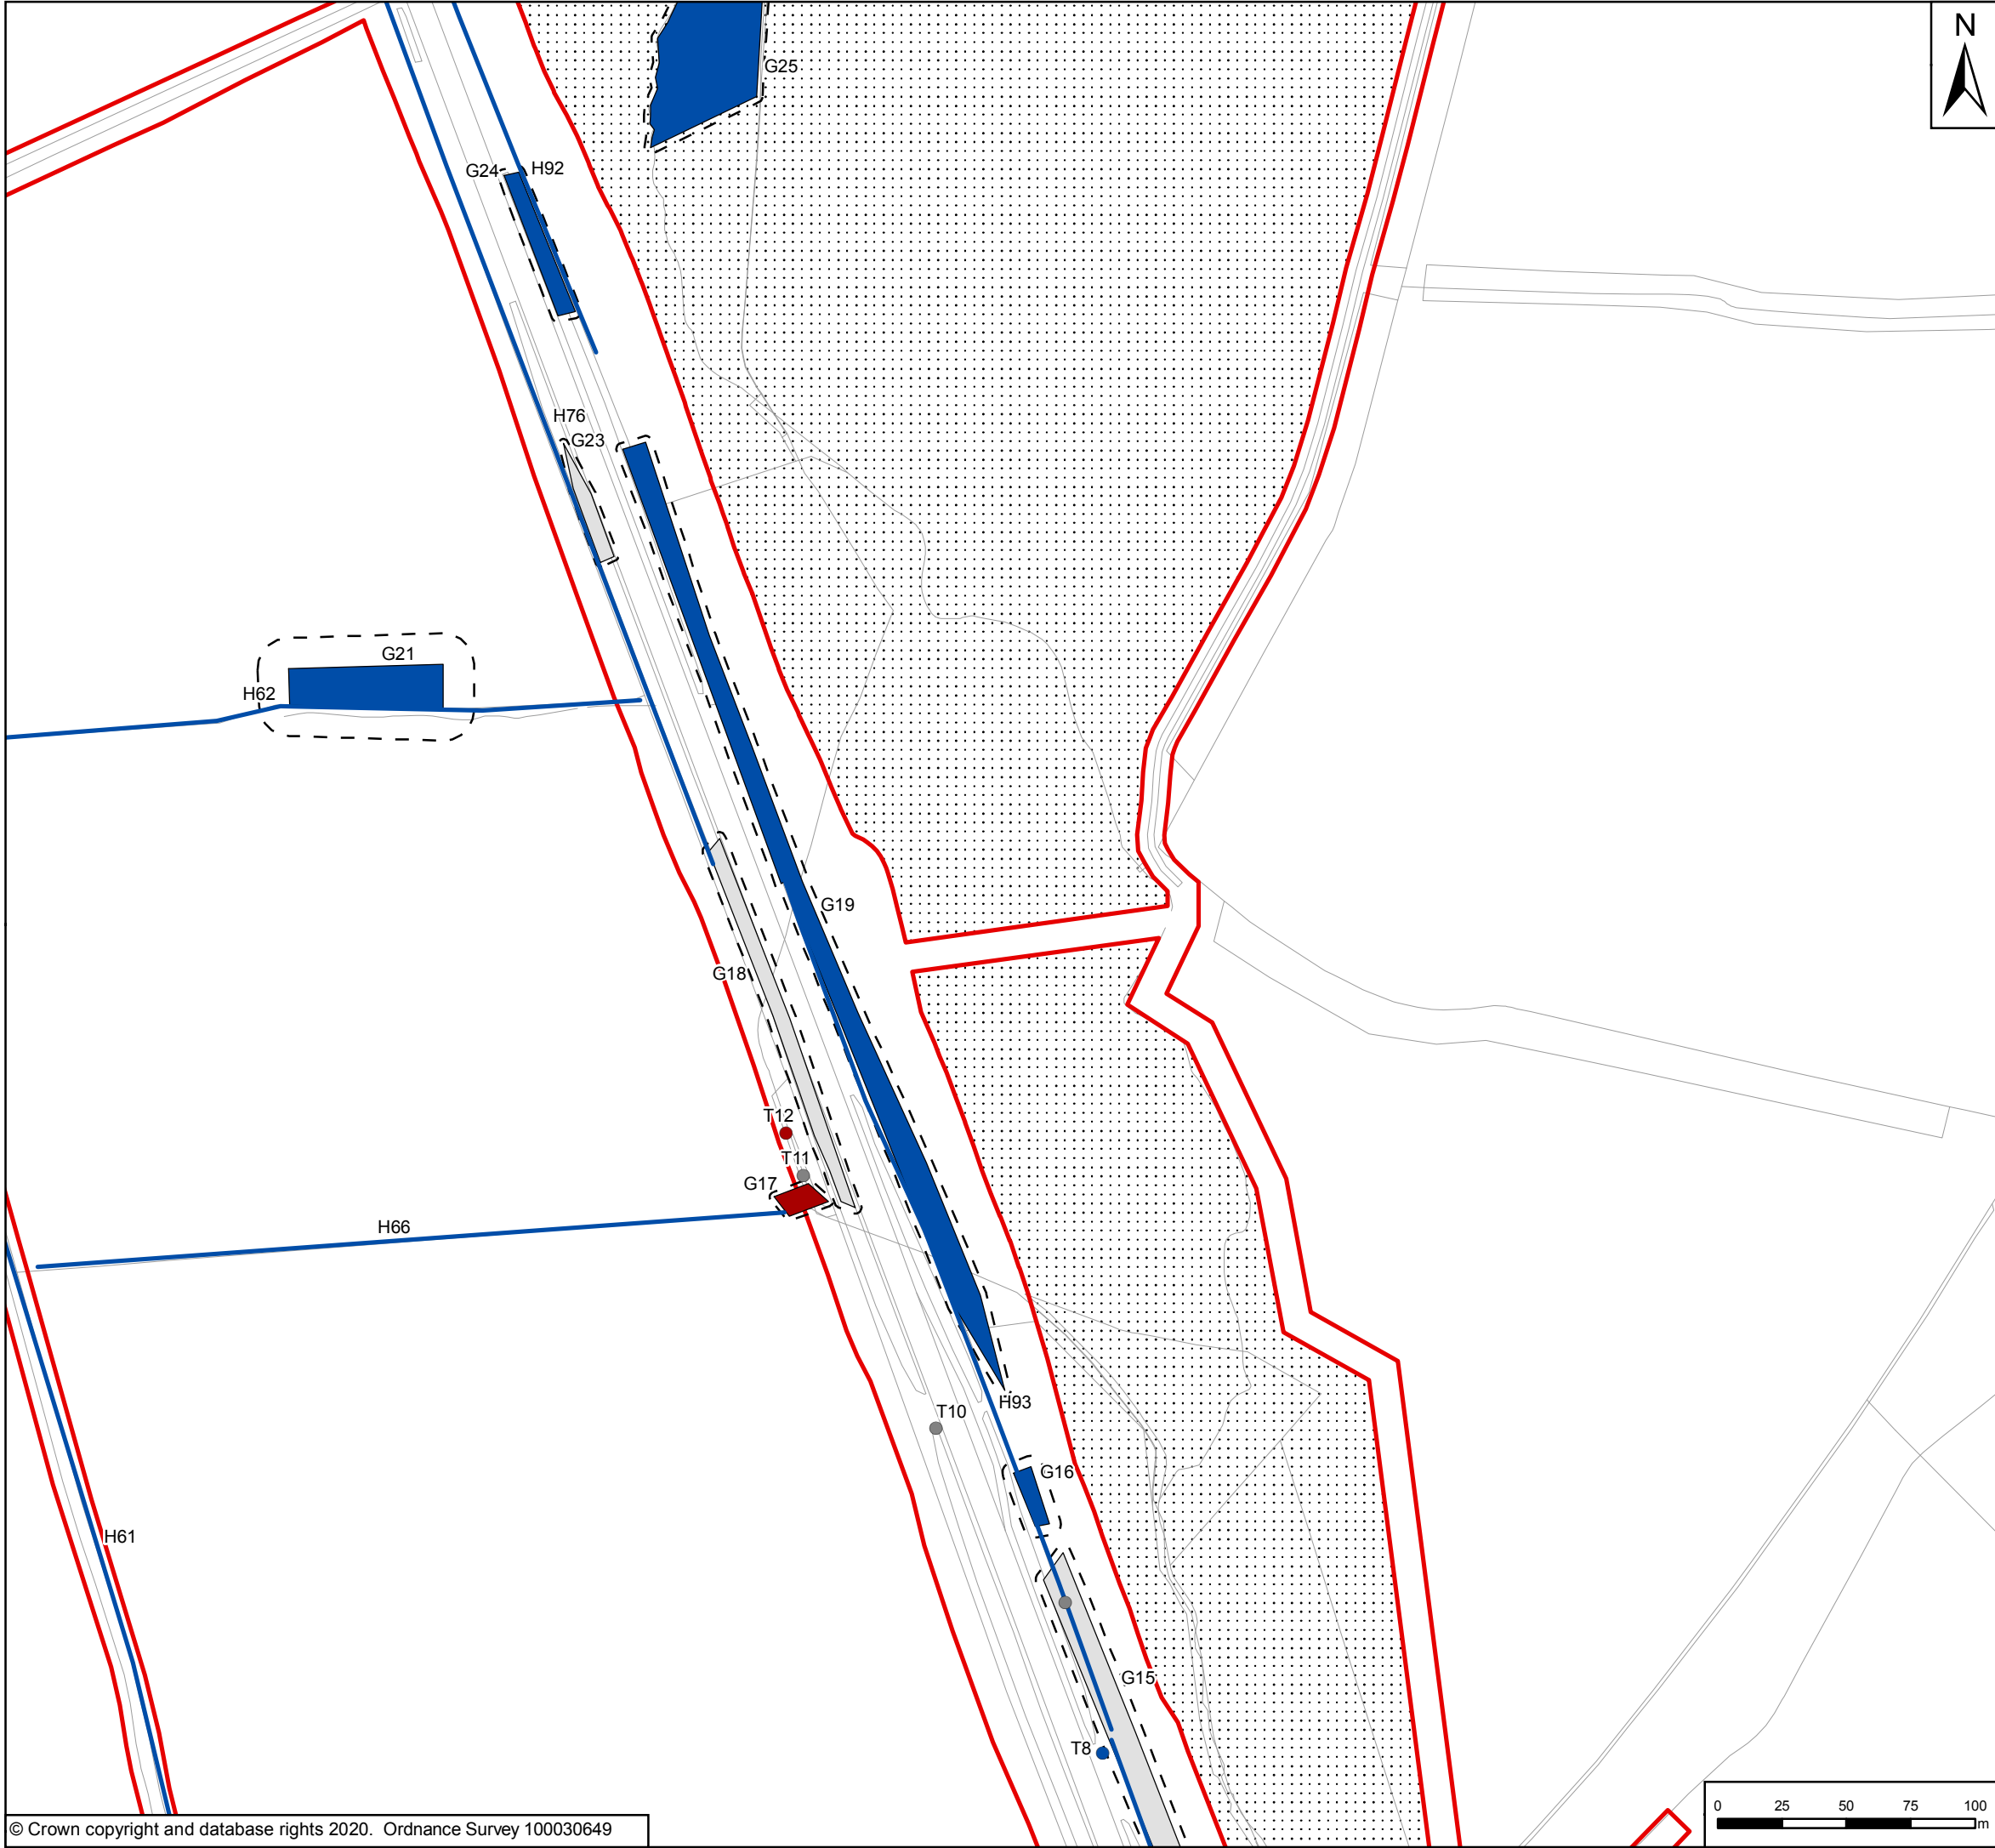 N
G25
G24
H92
H76
G23
G21
H62
G19
G18
T12
T11
G17
H66
H93
T10
G16
H61
G15
T8
0 25 50 75 100
m
© Crown copyright and database rights 2020. Ordnance Survey 100030649